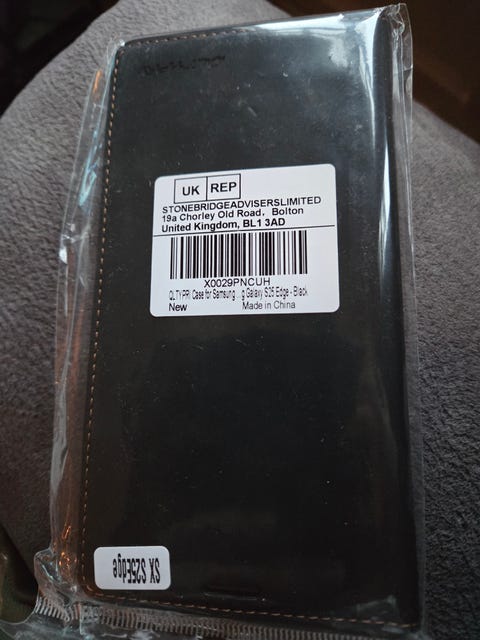 UK REP
STONEBRIDGEADVISERSLIMITED
19a Chorley Old Road, Bolton
United Kingdom, BL1 3AD
X0029PNCUH
QLTYPRI Case for Samsung ...g Galaxy S25 Edge - Black
New Made in China
SX S25Edge